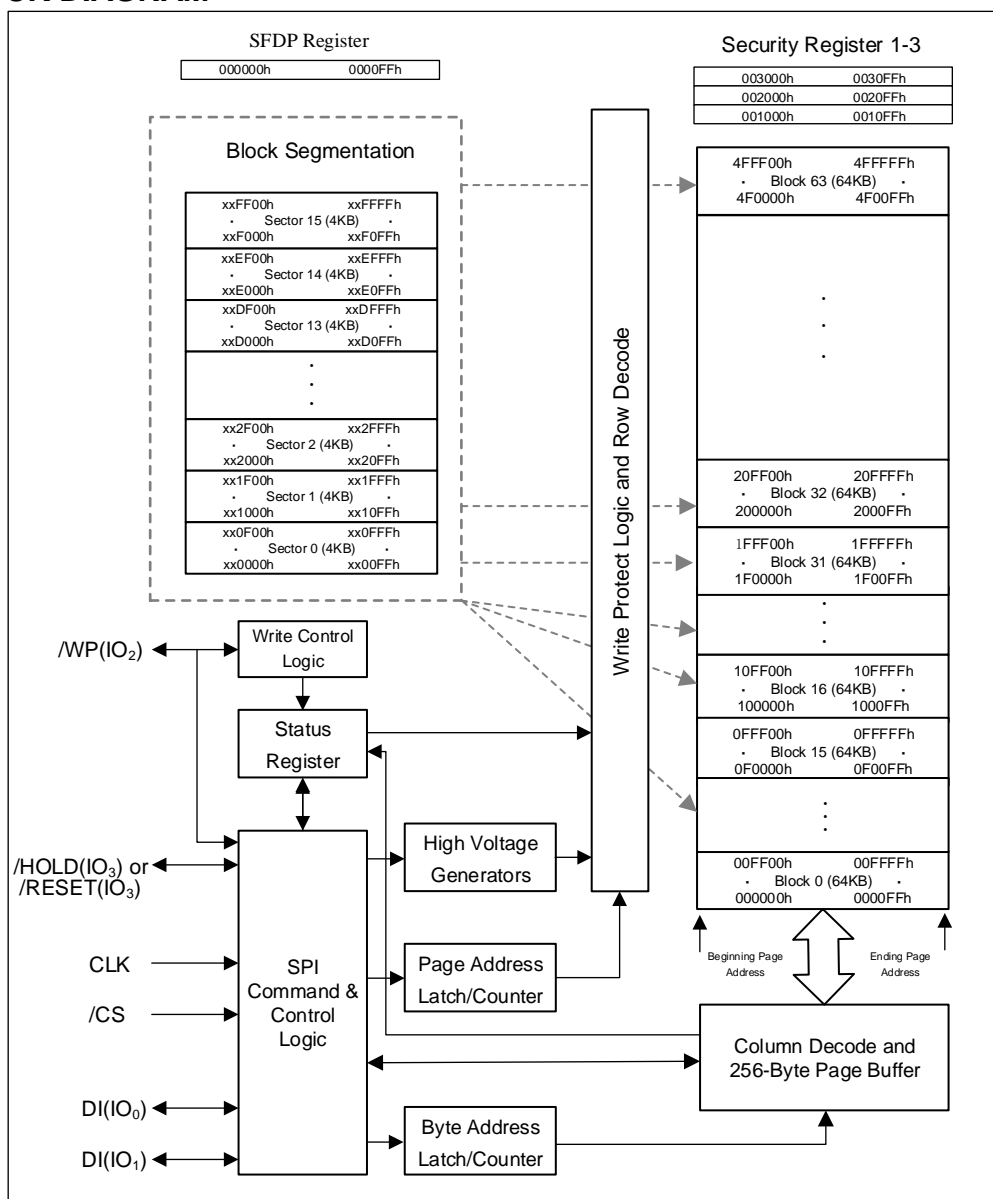 SFDP Register
000000h 0000FFh
Security Register 1-3
003000h 0030FFh
002000h 0020FFh
001000h 0010FFh
Block Segmentation
xxFF00h xxFFFFh
· Sector 15 (4KB) ·
xxF000h xxF0FFh
xxEF00h xxEFFFh
· Sector 14 (4KB) ·
xxE000h xxE0FFh
xxDF00h xxDFFFh
· Sector 13 (4KB) ·
xxD000h xxD0FFh
xx2F00h xx2FFFh
· Sector 2 (4KB) ·
xx2000h xx20FFh
xx1F00h xx1FFFh
· Sector 1 (4KB) ·
xx1000h xx10FFh
xx0F00h xx0FFFh
· Sector 0 (4KB) ·
xx0000h xx00FFh
Write Protect Logic and Row Decode
4FFF00h 4FFFFFh
· Block 63 (64KB) ·
4F0000h 4F00FFh
20FF00h 20FFFFh
· Block 32 (64KB) ·
200000h 2000FFh
1FFF00h 1FFFFFh
· Block 31 (64KB) ·
1F0000h 1F00FFh
10FF00h 10FFFFh
· Block 16 (64KB) ·
100000h 1000FFh
0FFF00h 0FFFFFh
· Block 15 (64KB) ·
0F0000h 0F00FFh
00FF00h 00FFFFh
· Block 0 (64KB) ·
000000h 0000FFh
Beginning Page
Address
Ending Page
Address
/WP(IO₂)
Write Control
Logic
Status
Register
/HOLD(IO₃) or
/RESET(IO₃)
CLK
/CS
DI(IO₀)
DI(IO₁)
SPI
Command &
Control
Logic
High Voltage
Generators
Page Address
Latch/Counter
Byte Address
Latch/Counter
Column Decode and
256-Byte Page Buffer